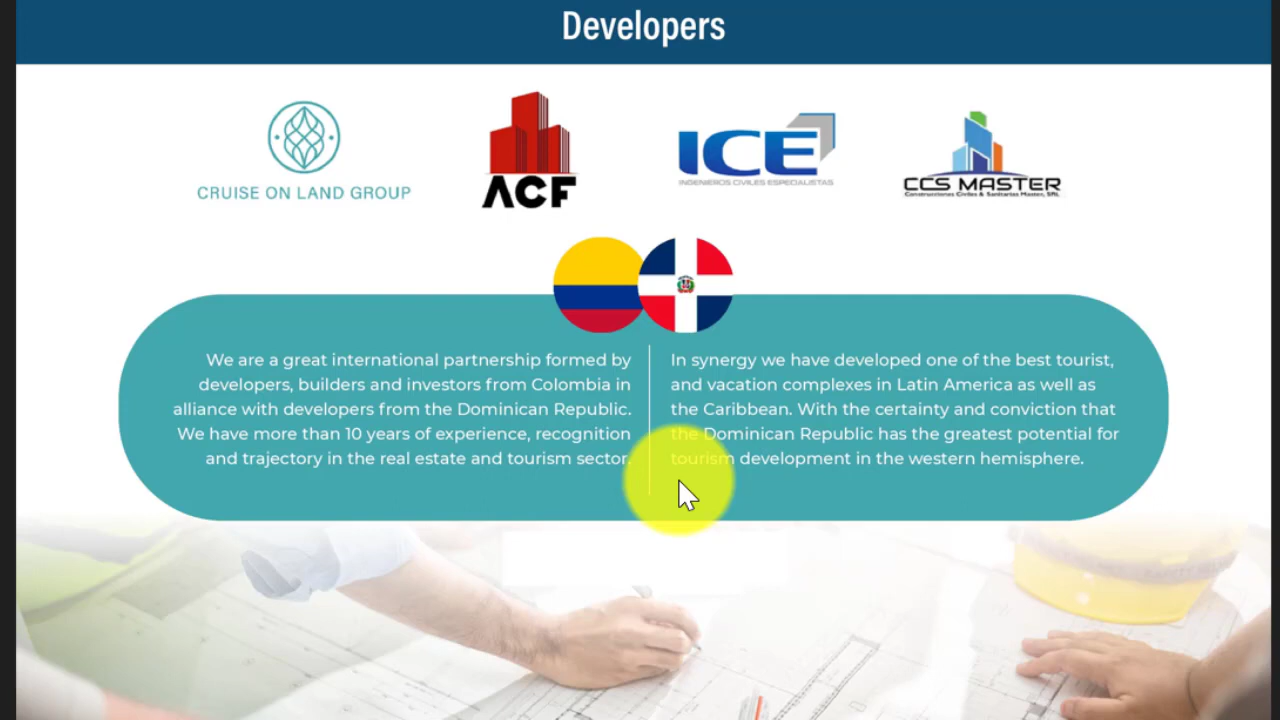 Developers
CRUISE ON LAND GROUP
ACF
ICE
INGENIEROS CIVILES ESPECIALISTAS
CCS MASTER
Construcciones Civiles & Sanitarias Master, SRL
We are a great international partnership formed by
developers, builders and investors from Colombia in
alliance with developers from the Dominican Republic.
We have more than 10 years of experience, recognition
and trajectory in the real estate and tourism sector.
In synergy we have developed one of the best tourist,
and vacation complexes in Latin America as well as
the Caribbean. With the certainty and conviction that
the Dominican Republic has the greatest potential for
tourism development in the western hemisphere.